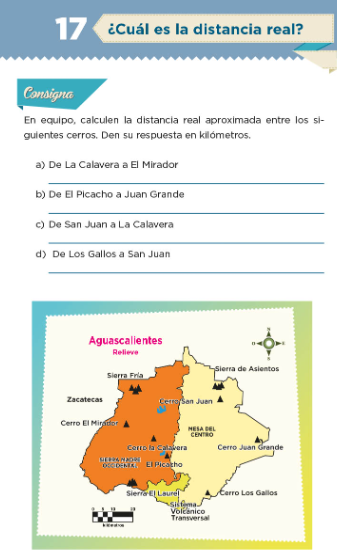 17
¿Cuál es la distancia real?
Consigna
En equipo, calculen la distancia real aproximada entre los si-
guientes cerros. Den su respuesta en kilómetros.
a) De La Calavera a El Mirador
b) De El Picacho a Juan Grande
c) De San Juan a La Calavera
d) De Los Gallos a San Juan
Aguascalientes
Relieve
Sierra de Asientos
Sierra Fría
Zacatecas
Cerro San Juan
Cerro El Mirador
MESA DEL
CENTRO
Cerro la Calavera
Cerro Juan Grande
SIERRA MADRE
OCCIDENTAL
El Picacho
Sierra El Laurel
Cerro Los Gallos
Sistema
Volcánico
Transversal